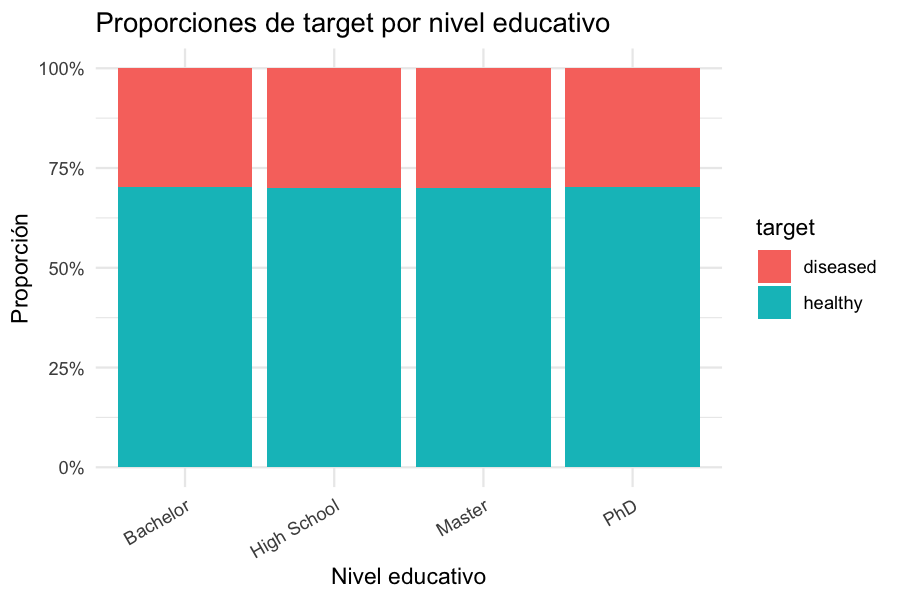 Proporciones de target por nivel educativo
100%
75%
50%
25%
0%
Proporción
Bachelor
High School
Master
PhD
Nivel educativo
target
diseased
healthy